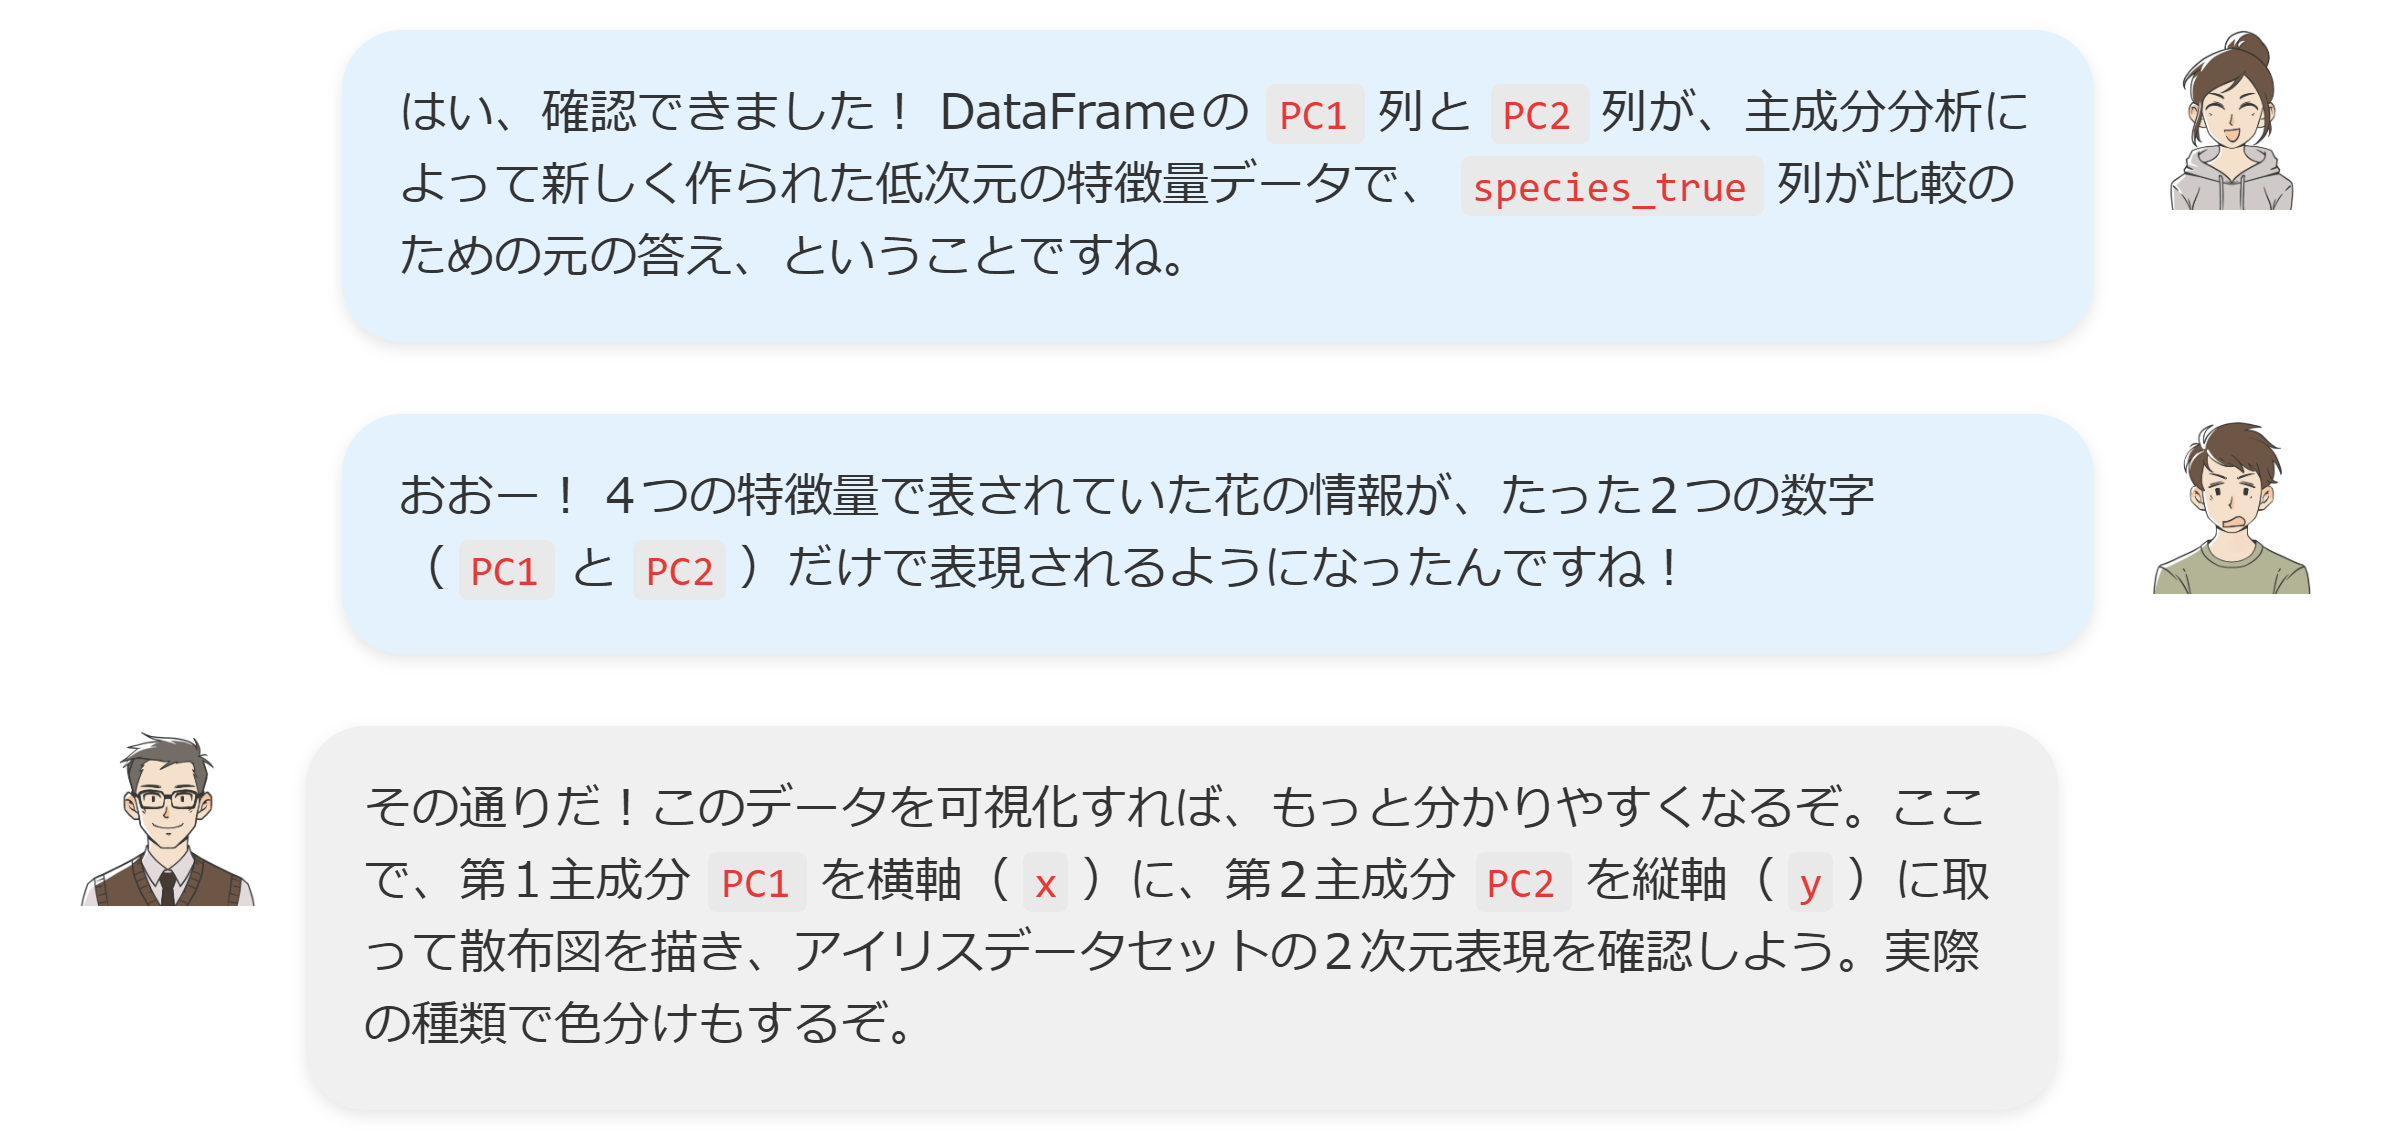 はい、確認できました！ DataFrameの PC1 列と PC2 列が、主成分分析に
よって新しく作られた低次元の特徴量データで、 species_true 列が比較の
ための元の答え、ということですね。
おおー！ ４つの特徴量で表されていた花の情報が、たった２つの数字
（ PC1 と PC2 ）だけで表現されるようになったんですね！
その通りだ！このデータを可視化すれば、もっと分かりやすくなるぞ。ここ
で、第１主成分 PC1 を横軸（ x ）に、第２主成分 PC2 を縦軸（ y ）に取
って散布図を描き、アイリスデータセットの２次元表現を確認しよう。実際
の種類で色分けもするぞ。